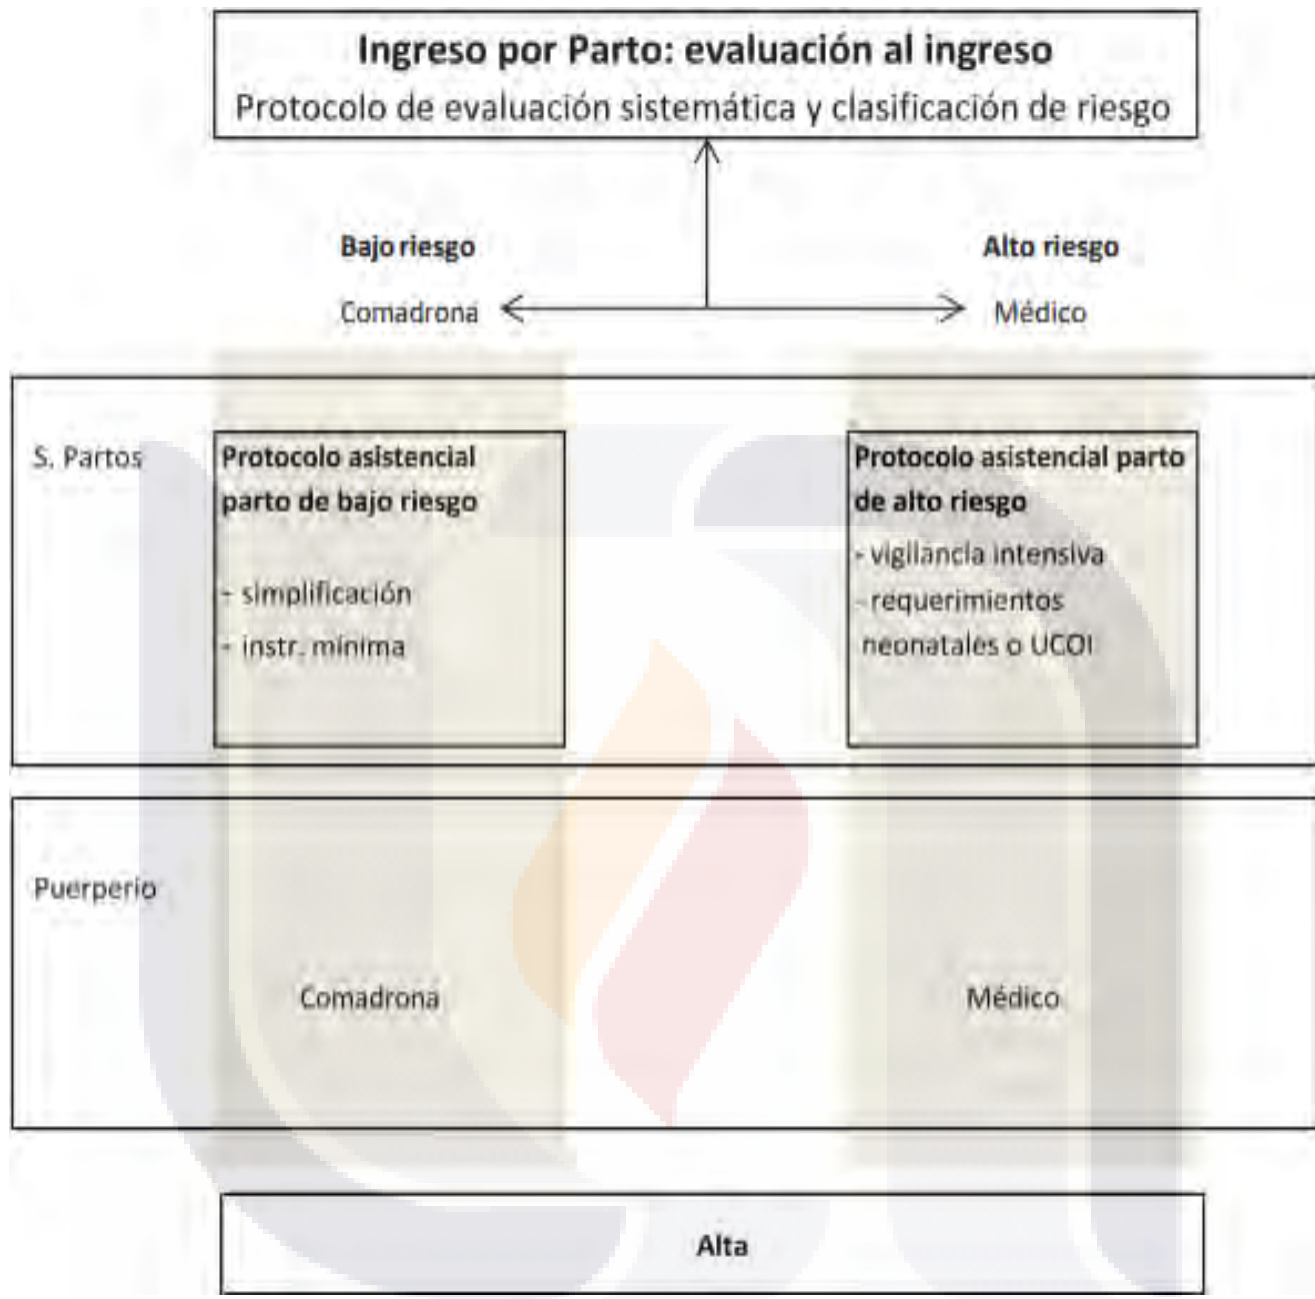 Ingreso por Parto: evaluación al ingreso
Protocolo de evaluación sistemática y clasificación de riesgo
Bajo riesgo
Alto riesgo
Comadrona
Médico
S. Partos
Protocolo asistencial
parto de bajo riesgo
- simplificación
- instr. mínima
Protocolo asistencial parto
de alto riesgo
- vigilancia intensiva
- requerimientos
neonatales o UCOI
Puerperio
Comadrona
Médico
Alta